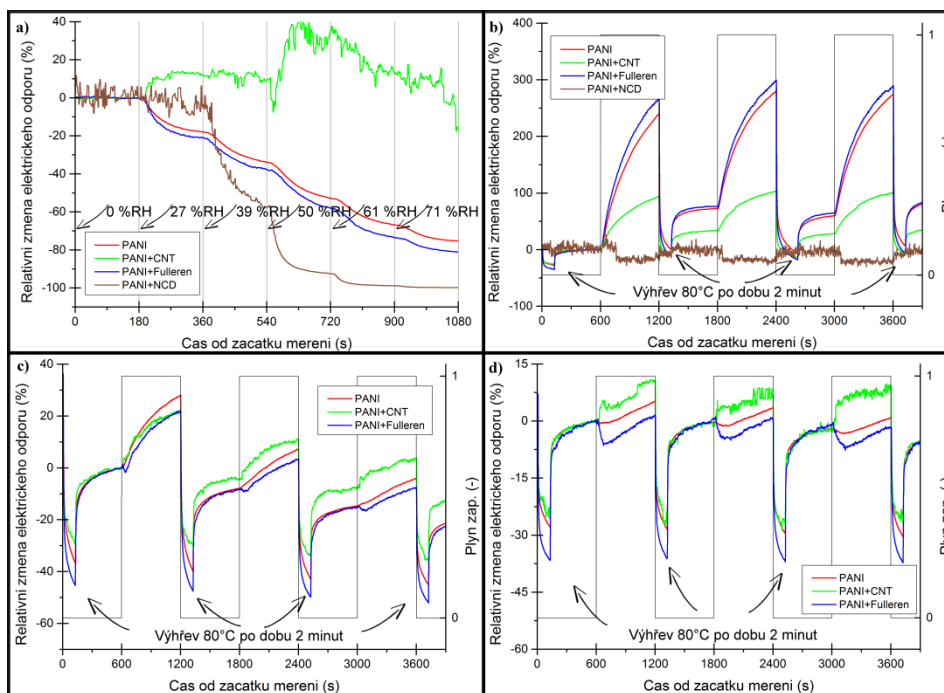 a)
Relativni zmena elektrickeho odporu (%)
40
20
0
-20
-40
-60
-80
-100
0 %RH
27 %RH
39 %RH
50 %RH
61 %RH
71 %RH
PANI
PANI+CNT
PANI+Fulleren
PANI+NCD
0
180
360
540
720
900
1080
Cas od zacatku mereni (s)
b)
Relativni zmena elektrickeho odporu (%)
400
300
200
100
0
-100
PANI
PANI+CNT
PANI+Fulleren
PANI+NCD
Výhřev 80°C po dobu 2 minut
1
0
0
600
1200
1800
2400
3000
3600
Cas od zacatku mereni (s)
c)
Relativni zmena elektrickeho odporu (%)
40
20
0
-20
-40
-60
PANI
PANI+CNT
PANI+Fulleren
Výhřev 80°C po dobu 2 minut
1
0
Plyn zap. (-)
0
600
1200
1800
2400
3000
3600
Cas od zacatku mereni (s)
d)
Relativni zmena elektrickeho odporu (%)
15
0
-15
-30
-45
-60
PANI
PANI+CNT
PANI+Fulleren
Výhřev 80°C po dobu 2 minut
1
0
Plyn zap. (-)
0
600
1200
1800
2400
3000
3600
Cas od zacatku mereni (s)